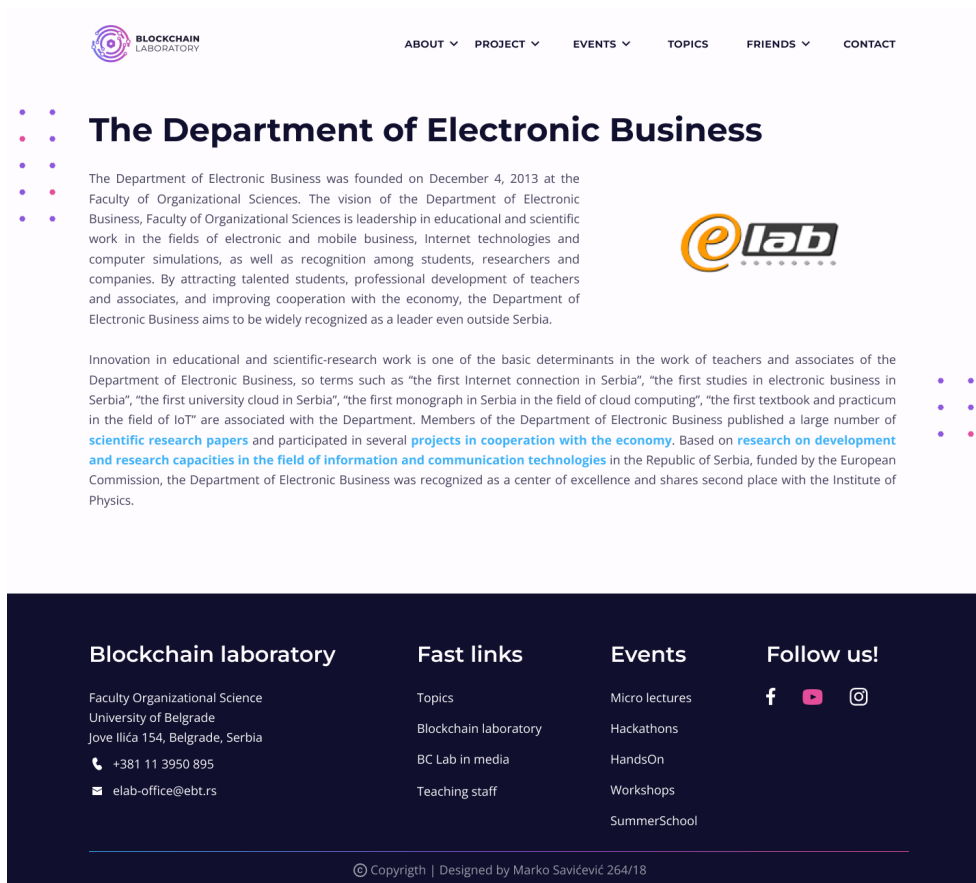 BLOCKCHAIN
LABORATORY
ABOUT
PROJECT
EVENTS
TOPICS
FRIENDS
CONTACT
The Department of Electronic Business
The Department of Electronic Business was founded on December 4, 2013 at the
Faculty of Organizational Sciences. The vision of the Department of Electronic
Business, Faculty of Organizational Sciences is leadership in educational and scientific
work in the fields of electronic and mobile business, Internet technologies and
computer simulations, as well as recognition among students, researchers and
companies. By attracting talented students, professional development of teachers
and associates, and improving cooperation with the economy, the Department of
Electronic Business aims to be widely recognized as a leader even outside Serbia.
elab
Innovation in educational and scientific-research work is one of the basic determinants in the work of teachers and associates of the
Department of Electronic Business, so terms such as “the first Internet connection in Serbia”, “the first studies in electronic business in
Serbia”, “the first university cloud in Serbia”, “the first monograph in Serbia in the field of cloud computing”, “the first textbook and practicum
in the field of IoT” are associated with the Department. Members of the Department of Electronic Business published a large number of
scientific research papers and participated in several projects in cooperation with the economy. Based on research on development
and research capacities in the field of information and communication technologies in the Republic of Serbia, funded by the European
Commission, the Department of Electronic Business was recognized as a center of excellence and shares second place with the Institute of
Physics.
Blockchain laboratory
Faculty Organizational Science
University of Belgrade
Jove Ilića 154, Belgrade, Serbia
+381 11 3950 895
elab-office@ebt.rs
Fast links
Topics
Blockchain laboratory
BC Lab in media
Teaching staff
Events
Micro lectures
Hackathons
HandsOn
Workshops
SummerSchool
Follow us!
© Copyrigth | Designed by Marko Savićević 264/18